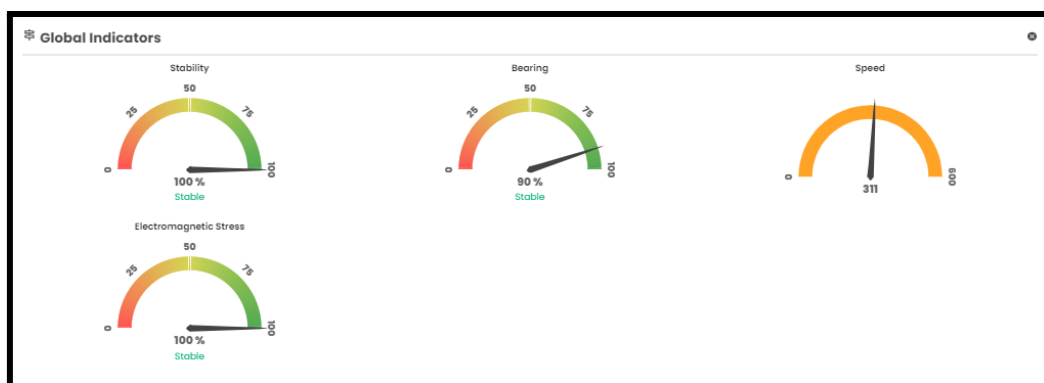 Global Indicators
Stability
0
25
50
75
100
100 %
Stable
Bearing
0
25
50
75
100
90 %
Stable
Speed
0
600
311
Electromagnetic Stress
0
25
50
75
100
100 %
Stable